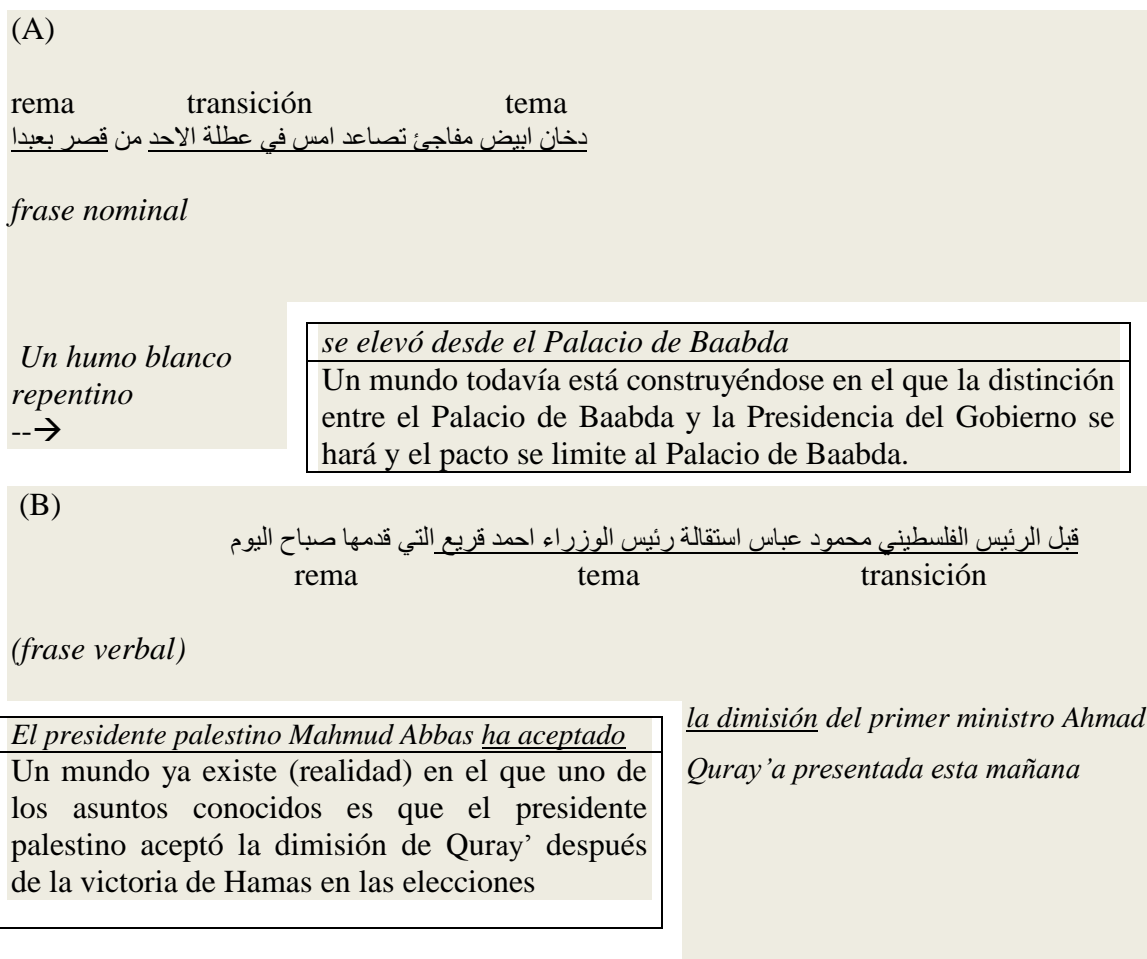 (A)
rema transición tema
دخان ابيض مفاجئ تصاعد امس في عطلة الاحد من قصر بعبدا
frase nominal
Un humo blanco
repentino
--→
se elevó desde el Palacio de Baabda
Un mundo todavía está construyéndose en el que la distinción
entre el Palacio de Baabda y la Presidencia del Gobierno se
hará y el pacto se limite al Palacio de Baabda.
(B)
قبل الرئيس الفلسطيني محمود عباس استقالة رئيس الوزراء احمد قريع التي قدمها صباح اليوم
rema tema transición
(frase verbal)
El presidente palestino Mahmud Abbas ha aceptado
Un mundo ya existe (realidad) en el que uno de
los asuntos conocidos es que el presidente
palestino aceptó la dimisión de Quray’ después
de la victoria de Hamas en las elecciones
la dimisión del primer ministro Ahmad
Quray’a presentada esta mañana